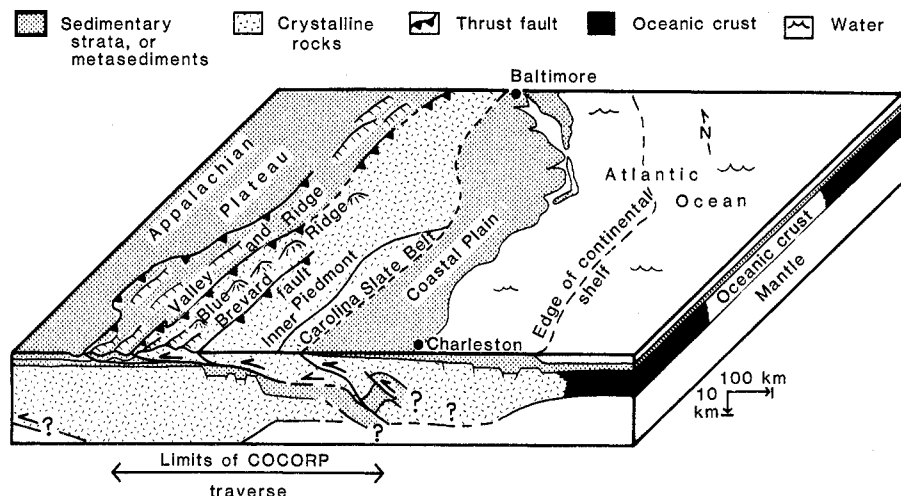 Sedimentary
strata, or
metasediments
Crystalline
rocks
Thrust fault
Oceanic crust
Water
Baltimore
N
Appalachian
Plateau
Valley and Ridge
Blue Ridge
Brevard
fault
Inner Piedmont
Carolina Slate Belt
Coastal Plain
Atlantic
Ocean
Edge of continental
shelf
Oceanic crust
Mantle
Charleston
100 km
10
km
?
?
?
?
?
Limits of COCORP
traverse